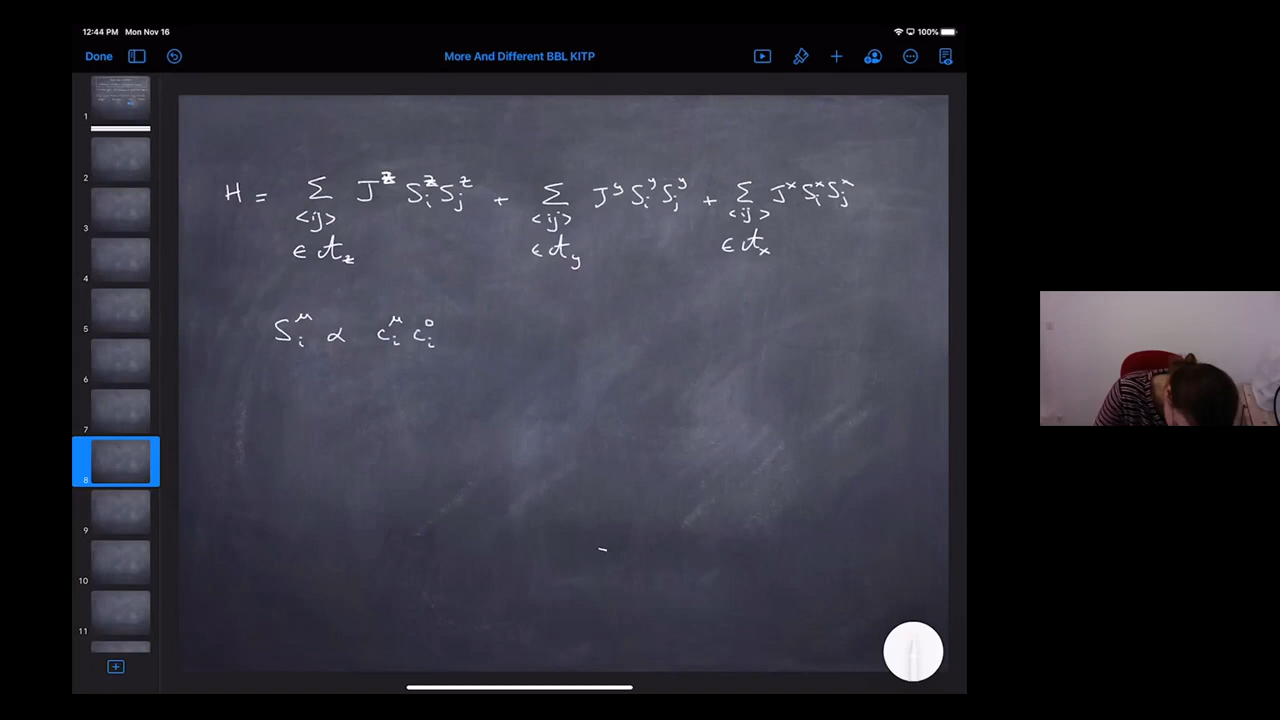 12:44 PM Mon Nov 16
100%
Done
More And Different BBL KITP
1
2
3
4
5
6
7
8
9
10
11
H = Σ J^z S_i^z S_j^z + Σ J^y S_i^y S_j^y + Σ J^x S_i^x S_j^x
<ij> <ij> <ij>
∈ A_z ∈ A_y ∈ A_x
S_i^μ α c_i^μ c_i^0